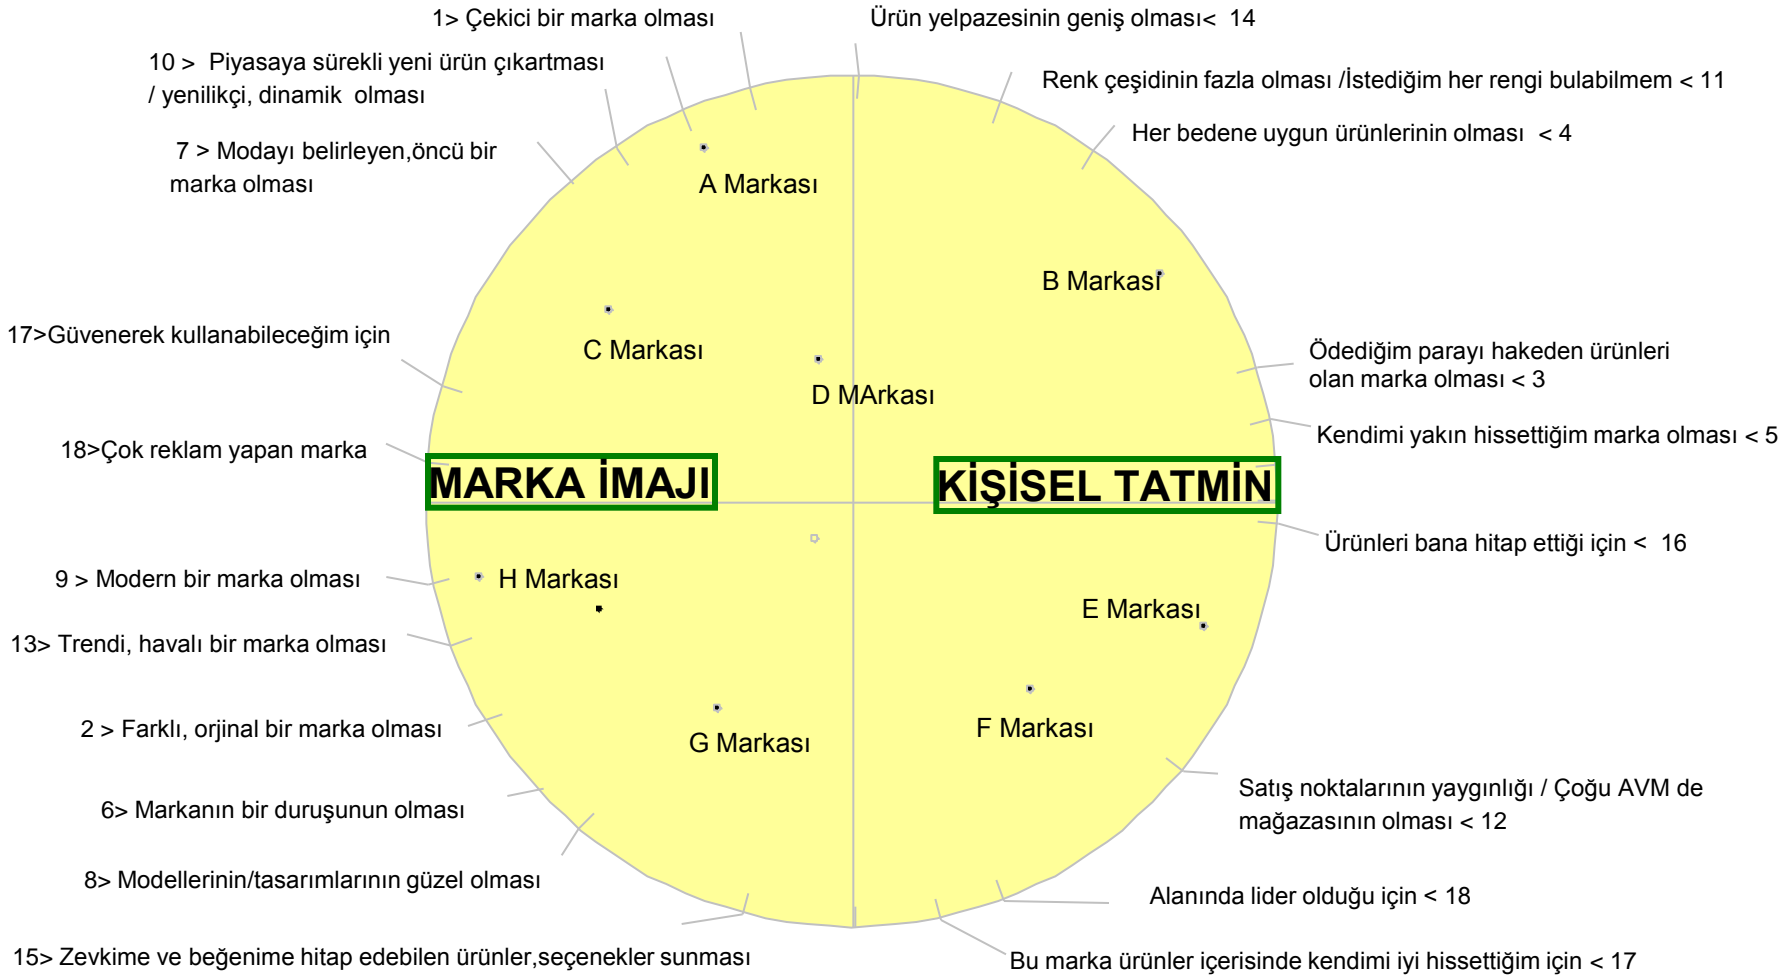 1> Çekici bir marka olması
Ürün yelpazesinin geniş olması< 14
10 > Piyasaya sürekli yeni ürün çıkartması
/ yenilikçi, dinamik olması
Renk çeşidinin fazla olması /İstediğim her rengi bulabilmem < 11
Her bedene uygun ürünlerinin olması < 4
7 > Modayı belirleyen,öncü bir
marka olması
A Markası
B Markasi
17>Güvenerek kullanabileceğim için
C Markası
Ödediğim parayı hakeden ürünleri
olan marka olması < 3
D MArkası
Kendimi yakın hissettiğim marka olması < 5
18>Çok reklam yapan marka
MARKA İMAJI
KİŞİSEL TATMİN
Ürünleri bana hitap ettiği için < 16
9 > Modern bir marka olması
H Markası
E Markası
13> Trendi, havalı bir marka olması
2 > Farklı, orjinal bir marka olması
G Markası
F Markası
6> Markanın bir duruşunun olması
Satış noktalarının yaygınlığı / Çoğu AVM de
mağazasının olması < 12
8> Modellerinin/tasarımlarının güzel olması
Alanında lider olduğu için < 18
15> Zevkime ve beğenime hitap edebilen ürünler,seçenekler sunması
Bu marka ürünler içerisinde kendimi iyi hissettiğim için < 17